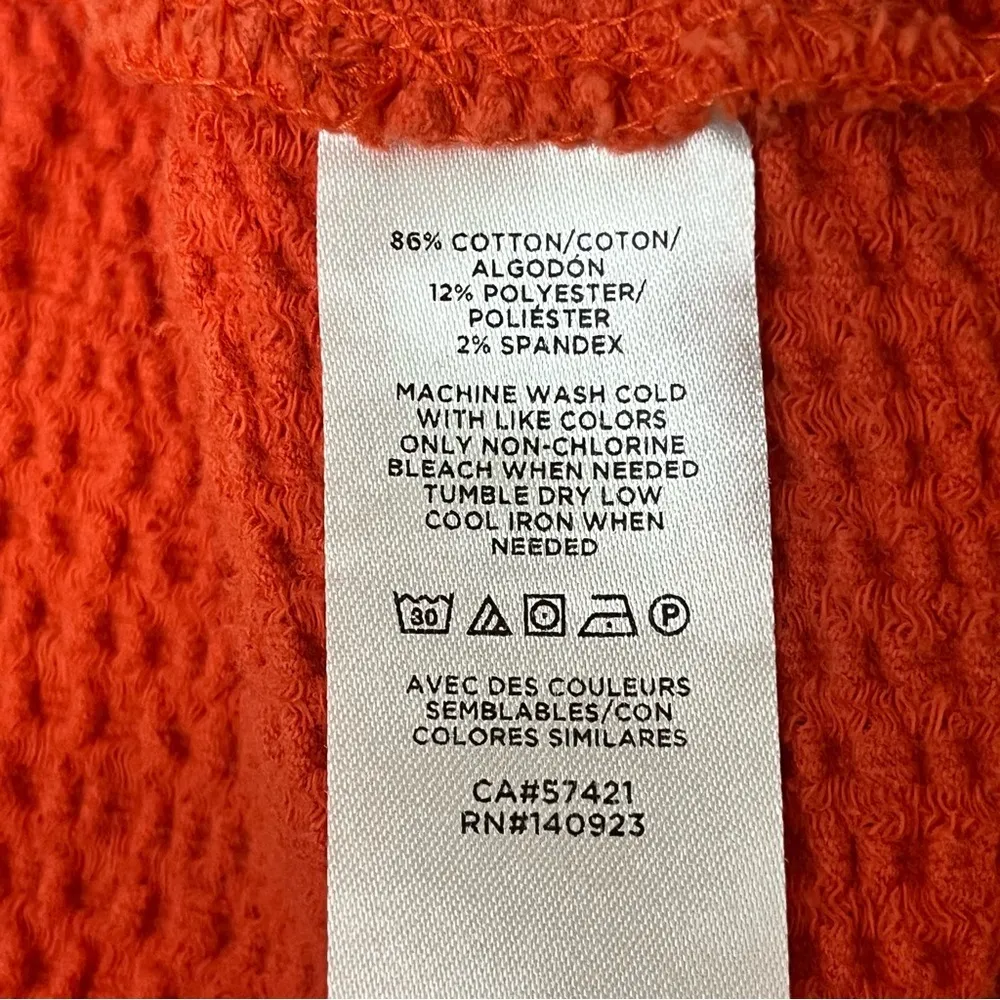 86% COTTON/COTON/
ALGODÓN
12% POLYESTER/
POLIÉSTER
2% SPANDEX
MACHINE WASH COLD
WITH LIKE COLORS
ONLY NON-CHLORINE
BLEACH WHEN NEEDED
TUMBLE DRY LOW
COOL IRON WHEN
NEEDED
30 P
AVEC DES COULEURS
SEMBLABLES/CON
COLORES SIMILARES
CA#57421
RN#140923